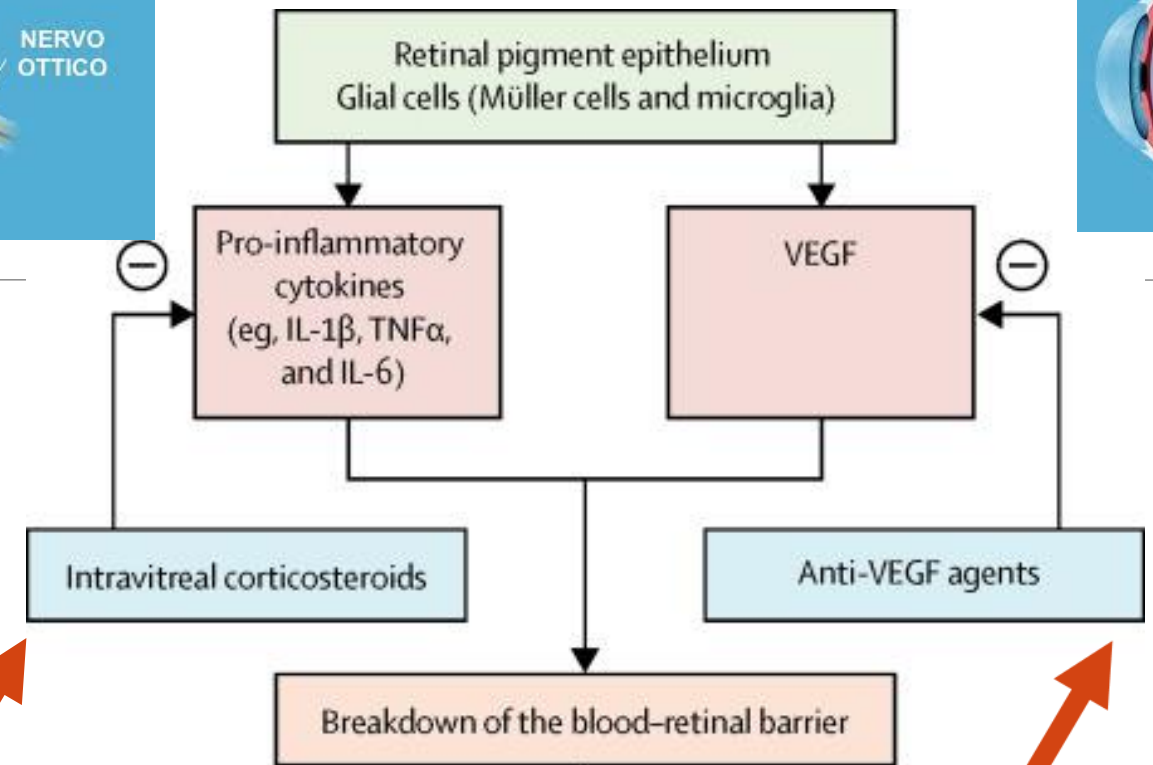 NERVO
OTTICO
Retinal pigment epithelium
Glial cells (Müller cells and microglia)
Pro-inflammatory
cytokines
(eg, IL-1β, TNFα,
and IL-6)
VEGF
Intravitreal corticosteroids
Anti-VEGF agents
Breakdown of the blood–retinal barrier